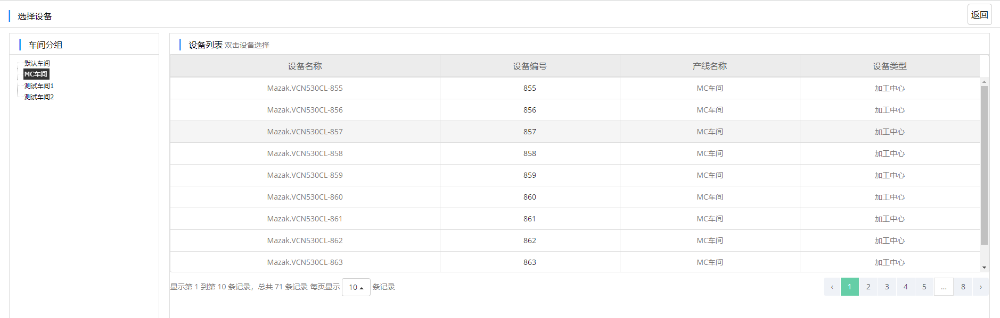 选择设备
返回
车间分组
默认车间
MC车间
测试车间1
测试车间2
设备列表 双击设备选择
设备名称 设备编号 产线名称 设备类型
Mazak.VCN530CL-855 855 MC车间 加工中心
Mazak.VCN530CL-856 856 MC车间 加工中心
Mazak.VCN530CL-857 857 MC车间 加工中心
Mazak.VCN530CL-858 858 MC车间 加工中心
Mazak.VCN530CL-859 859 MC车间 加工中心
Mazak.VCN530CL-860 860 MC车间 加工中心
Mazak.VCN530CL-861 861 MC车间 加工中心
Mazak.VCN530CL-862 862 MC车间 加工中心
Mazak.VCN530CL-863 863 MC车间 加工中心
显示第 1 到第 10 条记录，总共 71 条记录 每页显示 10 条记录
‹ 1 2 3 4 5 ... 8 ›